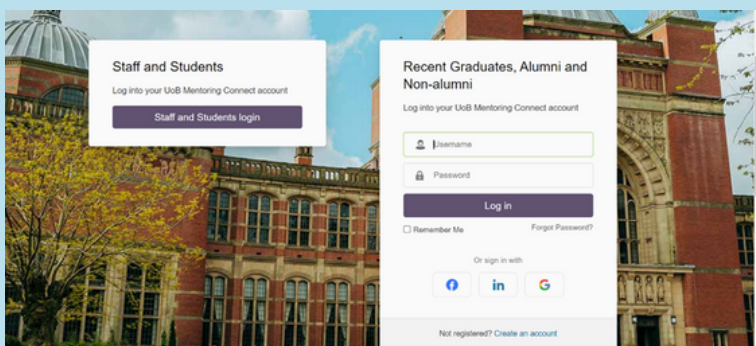 Staff and Students
Log into your UoB Mentoring Connect account
Staff and Students login
Recent Graduates, Alumni and
Non-alumni
Log into your UoB Mentoring Connect account
Username
Password
Log in
Remember Me
Forgot Password?
Or sign in with
in
G
Not registered? Create an account